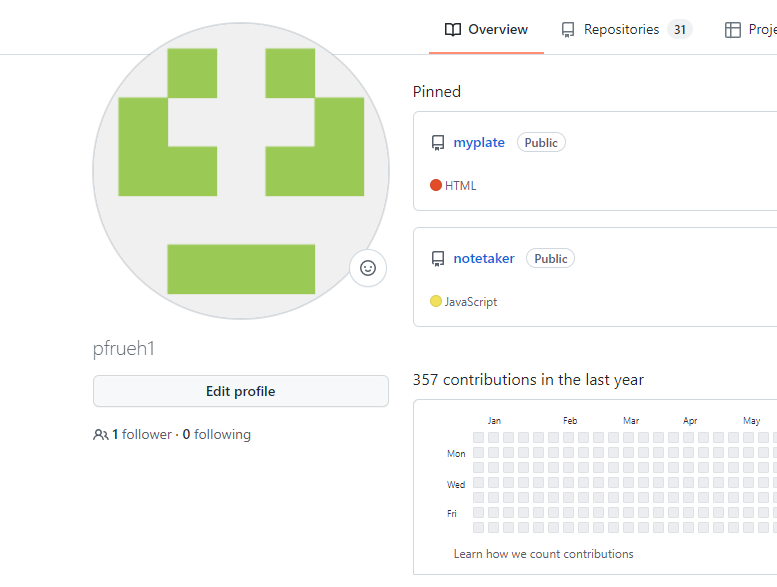 Overview Repositories 31
Pinned
myplate Public
HTML
notetaker Public
JavaScript
pfrueh1
Edit profile
1 follower · 0 following
357 contributions in the last year
Jan Feb Mar Apr May
Mon
Wed
Fri
Learn how we count contributions